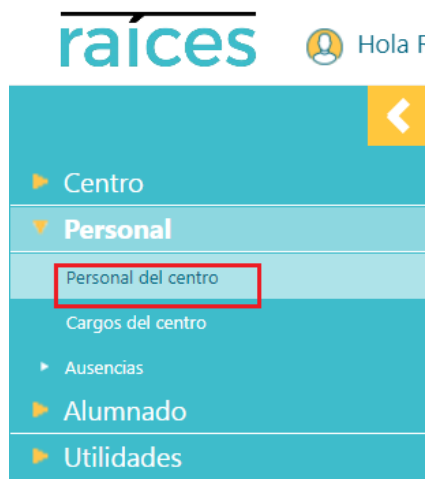 raíces
Hola F
Centro
Personal
Personal del centro
Cargos del centro
Ausencias
Alumnado
Utilidades